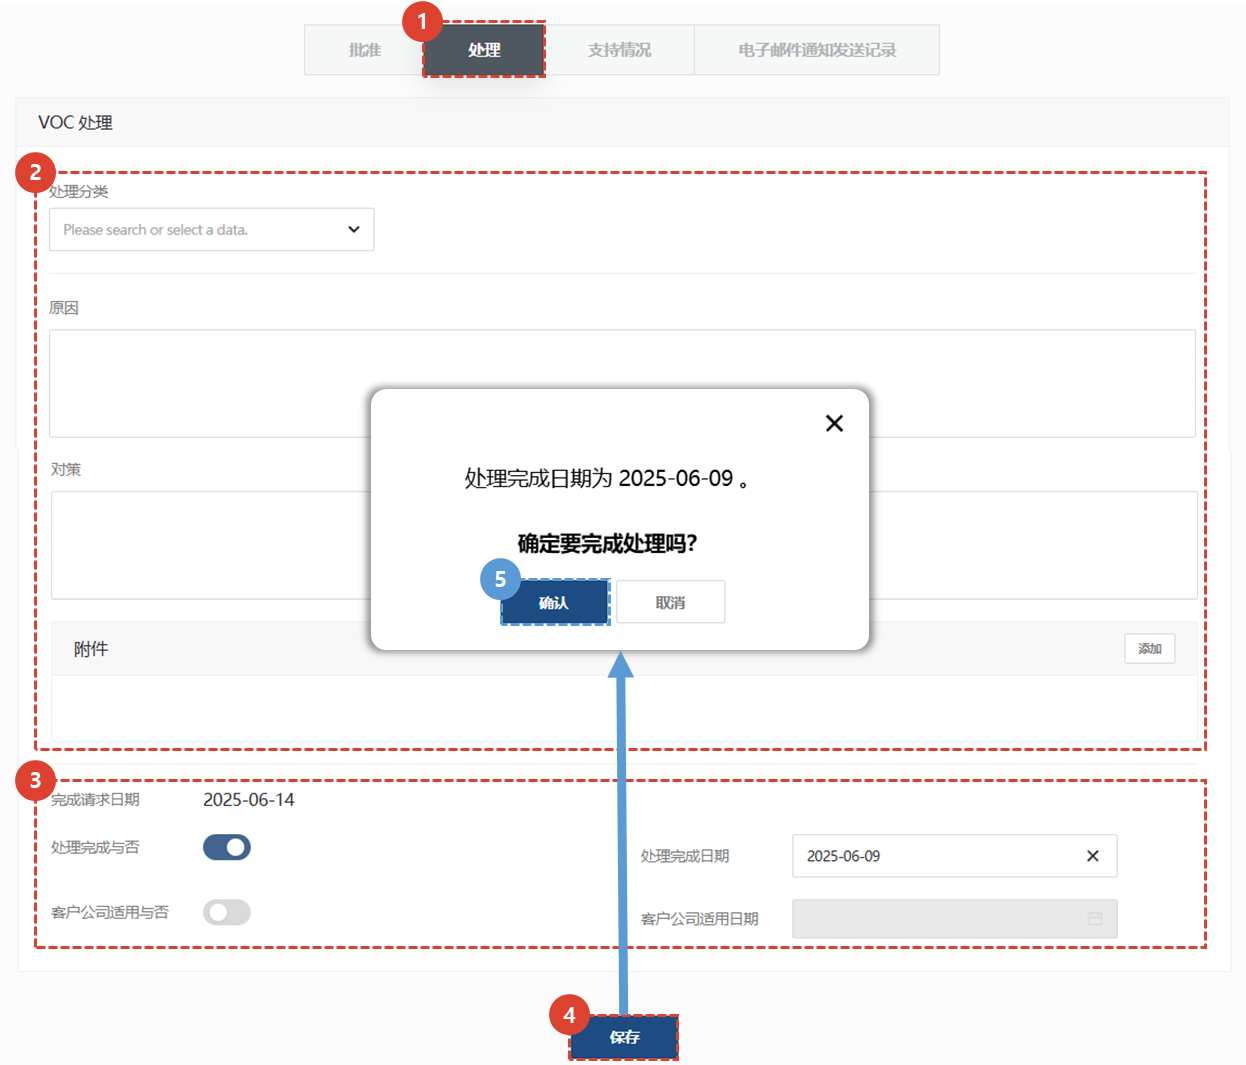 1
批准
处理
支持情况
电子邮件通知发送记录
VOC 处理
2
处理分类
Please search or select a data.
原因
对策
处理完成日期为 2025-06-09 。
确定要完成处理吗?
5
确认
取消
附件
添加
3
完成请求日期
2025-06-14
处理完成与否
处理完成日期
2025-06-09
客户公司适用与否
客户公司适用日期
4
保存